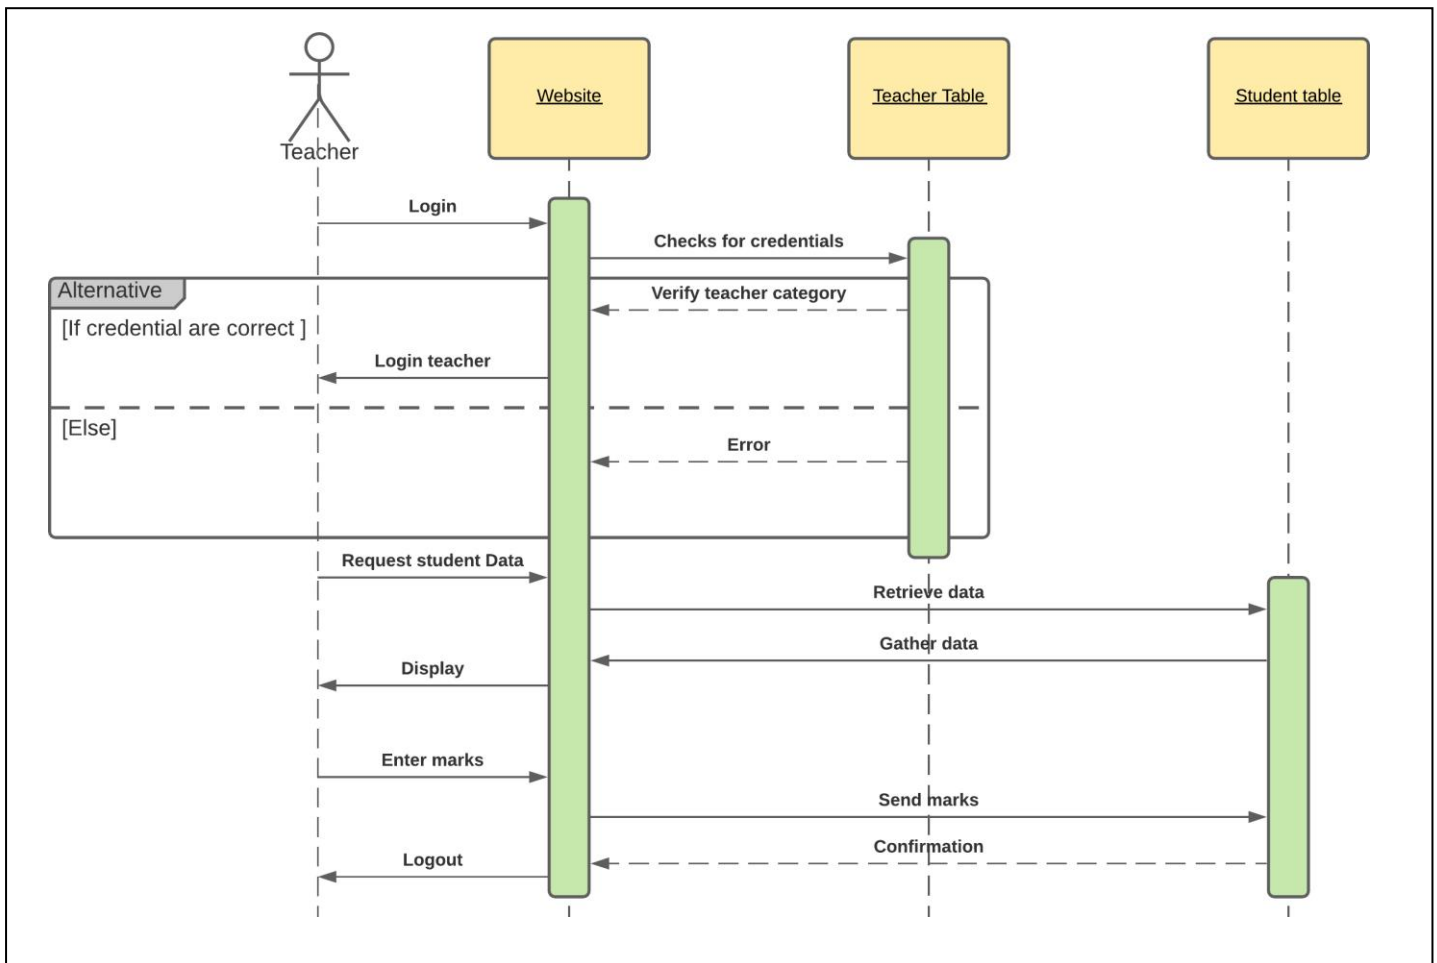 Teacher
Website
Teacher Table
Student table
Login
Checks for credentials
Alternative
Verify teacher category
[If credential are correct ]
Login teacher
[Else]
Error
Request student Data
Retrieve data
Gather data
Display
Enter marks
Send marks
Confirmation
Logout